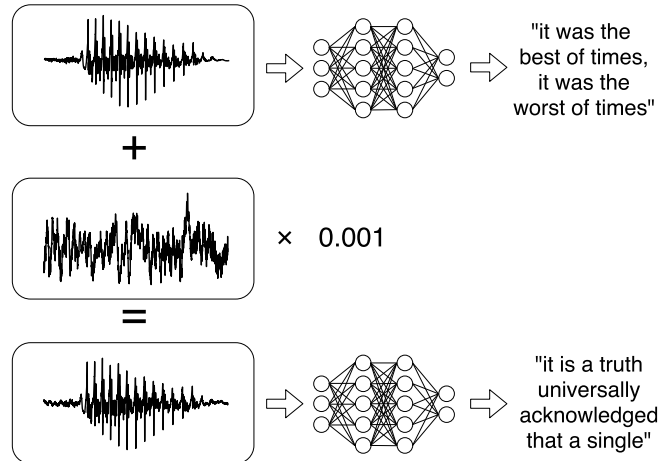 "it was the
best of times,
it was the
worst of times"
+
× 0.001
=
"it is a truth
universally
acknowledged
that a single"